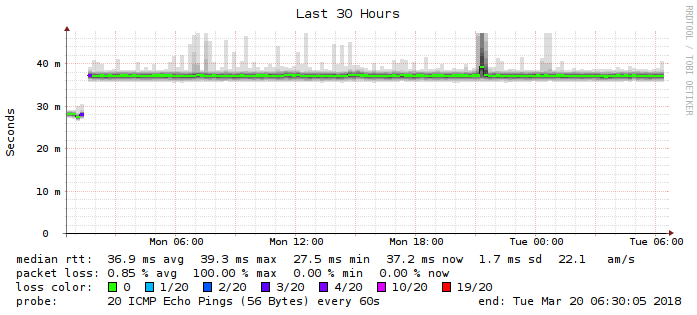 Last 30 Hours
RRDTOOL / TOBI OETIKER
Seconds
40 m
30 m
20 m
10 m
0
Mon 06:00 Mon 12:00 Mon 18:00 Tue 00:00 Tue 06:00
median rtt: 36.9 ms avg 39.3 ms max 27.5 ms min 37.2 ms now 1.7 ms sd 22.1 am/s
packet loss: 0.85 % avg 100.00 % max 0.00 % min 0.00 % now
loss color: 0 1/20 2/20 3/20 4/20 10/20 19/20
probe: 20 ICMP Echo Pings (56 Bytes) every 60s end: Tue Mar 20 06:30:05 2018